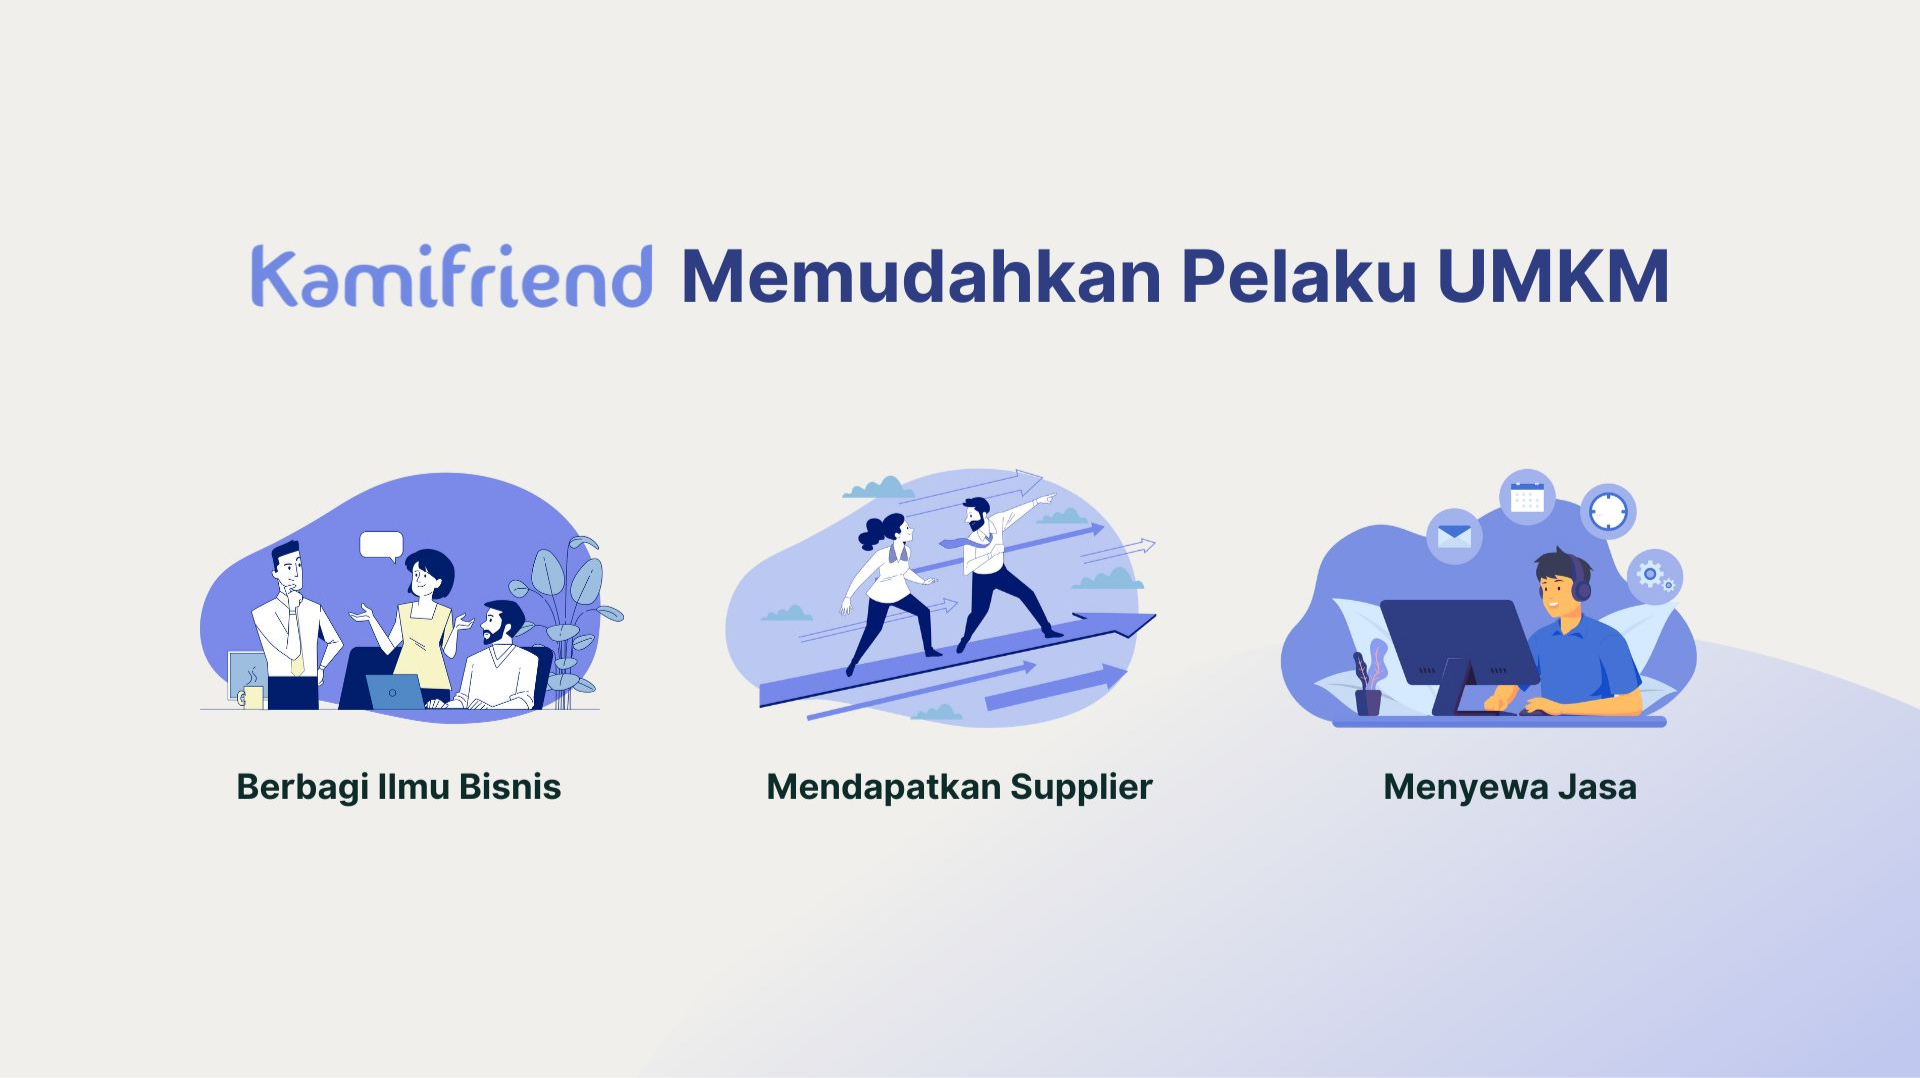 Kamifriend Memudahkan Pelaku UMKM
Berbagi Ilmu Bisnis
Mendapatkan Supplier
Menyewa Jasa